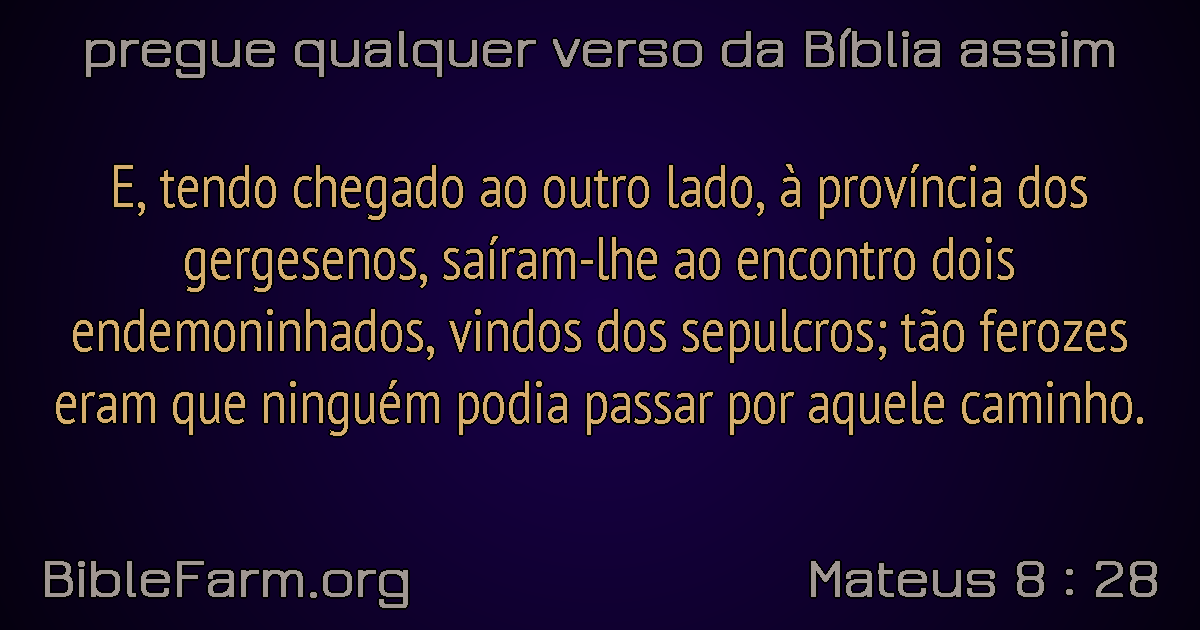 pregue qualquer verso da Bíblia assim
E, tendo chegado ao outro lado, à província dos
gergesenos, saíram-lhe ao encontro dois
endemoninhados, vindos dos sepulcros; tão ferozes
eram que ninguém podia passar por aquele caminho.
BibleFarm.org
Mateus 8 : 28